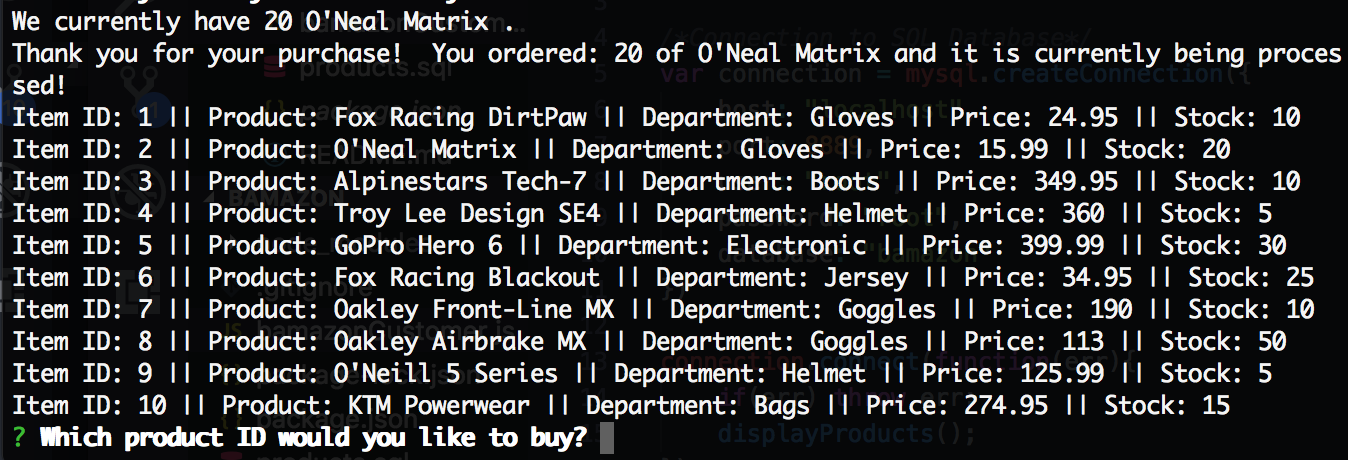 We currently have 20 O'Neal Matrix .
Thank you for your purchase!  You ordered: 20 of O'Neal Matrix and it is currently being proces
sed!
Item ID: 1 || Product: Fox Racing DirtPaw || Department: Gloves || Price: 24.95 || Stock: 10
Item ID: 2 || Product: O'Neal Matrix || Department: Gloves || Price: 15.99 || Stock: 20
Item ID: 3 || Product: Alpinestars Tech-7 || Department: Boots || Price: 349.95 || Stock: 10
Item ID: 4 || Product: Troy Lee Design SE4 || Department: Helmet || Price: 360 || Stock: 5
Item ID: 5 || Product: GoPro Hero 6 || Department: Electronic || Price: 399.99 || Stock: 30
Item ID: 6 || Product: Fox Racing Blackout || Department: Jersey || Price: 34.95 || Stock: 25
Item ID: 7 || Product: Oakley Front-Line MX || Department: Goggles || Price: 190 || Stock: 10
Item ID: 8 || Product: Oakley Airbrake MX || Department: Goggles || Price: 113 || Stock: 50
Item ID: 9 || Product: O'Neill 5 Series || Department: Helmet || Price: 125.99 || Stock: 5
Item ID: 10 || Product: KTM Powerwear || Department: Bags || Price: 274.95 || Stock: 15
? Which product ID would you like to buy?